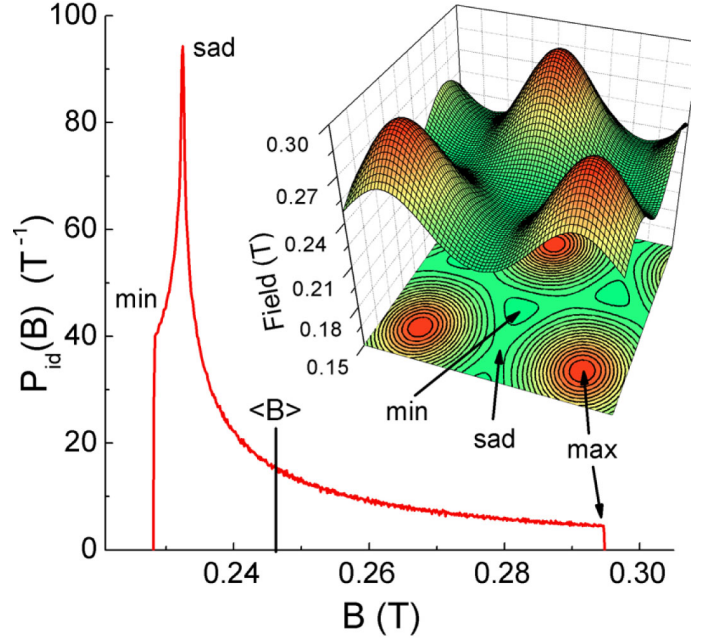 100
80
60
40
20
0
P_id(B) (T⁻¹)
0.24
0.26
0.28
0.30
B (T)
sad
min
<B>
0.30
0.27
0.24
0.21
0.18
0.15
Field (T)
min
sad
max